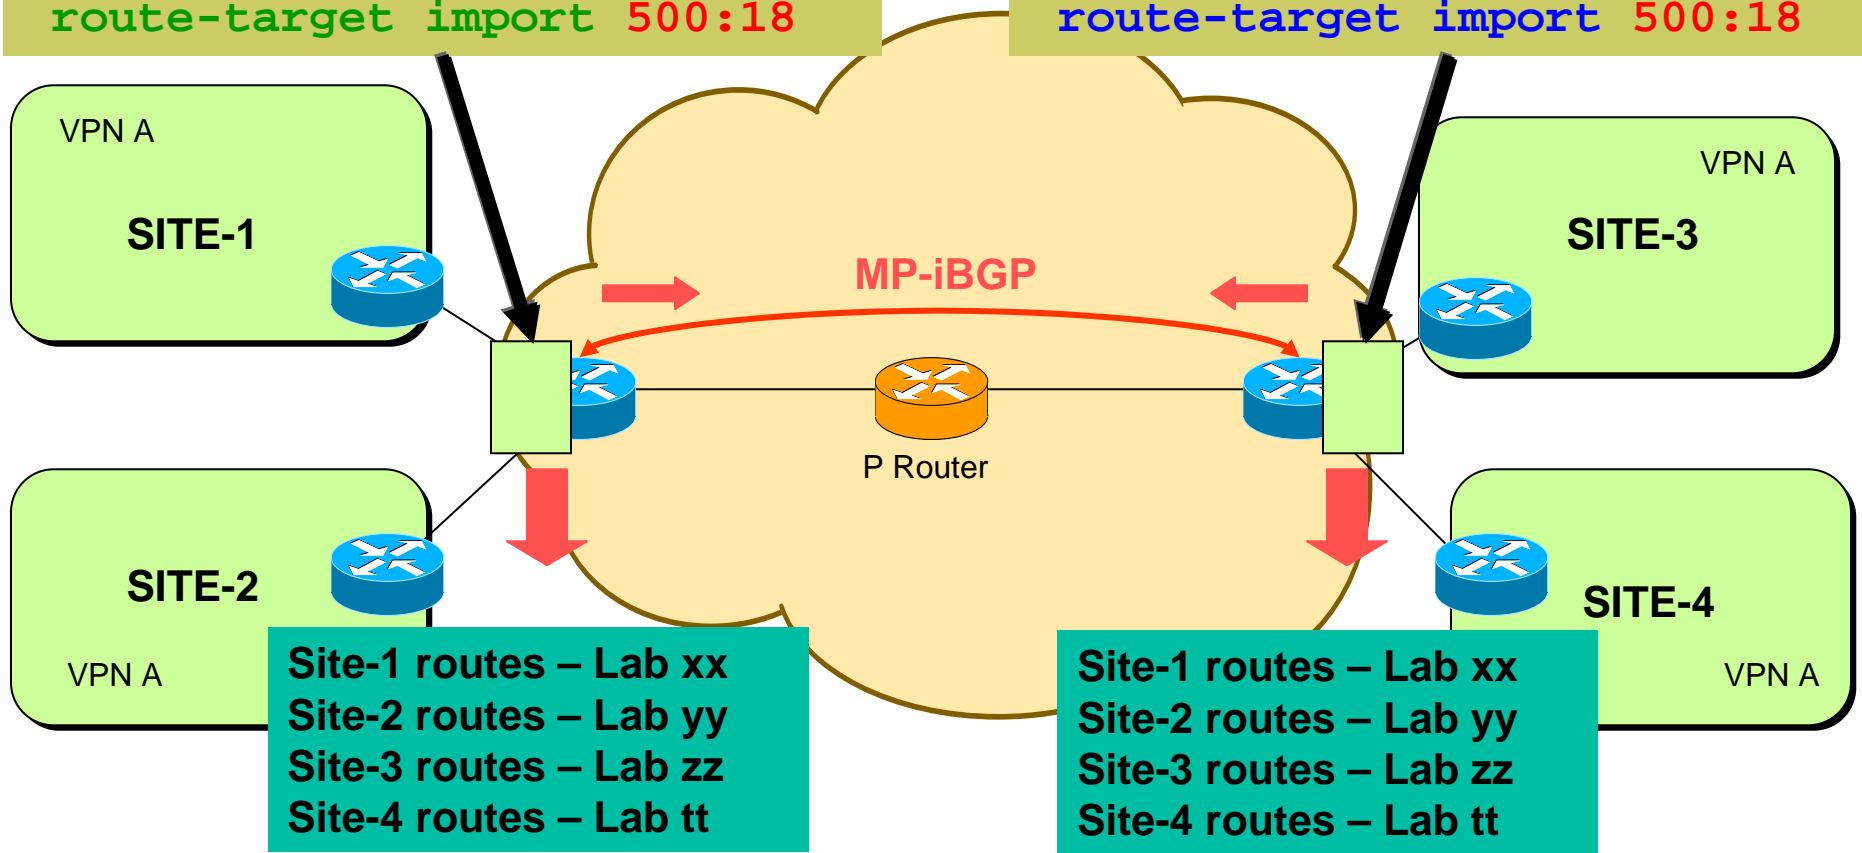 route-target import 500:18
route-target import 500:18
VPN A
SITE-1
VPN A
SITE-3
MP-iBGP
P Router
SITE-2
VPN A
SITE-4
VPN A
Site-1 routes – Lab xx
Site-2 routes – Lab yy
Site-3 routes – Lab zz
Site-4 routes – Lab tt
Site-1 routes – Lab xx
Site-2 routes – Lab yy
Site-3 routes – Lab zz
Site-4 routes – Lab tt